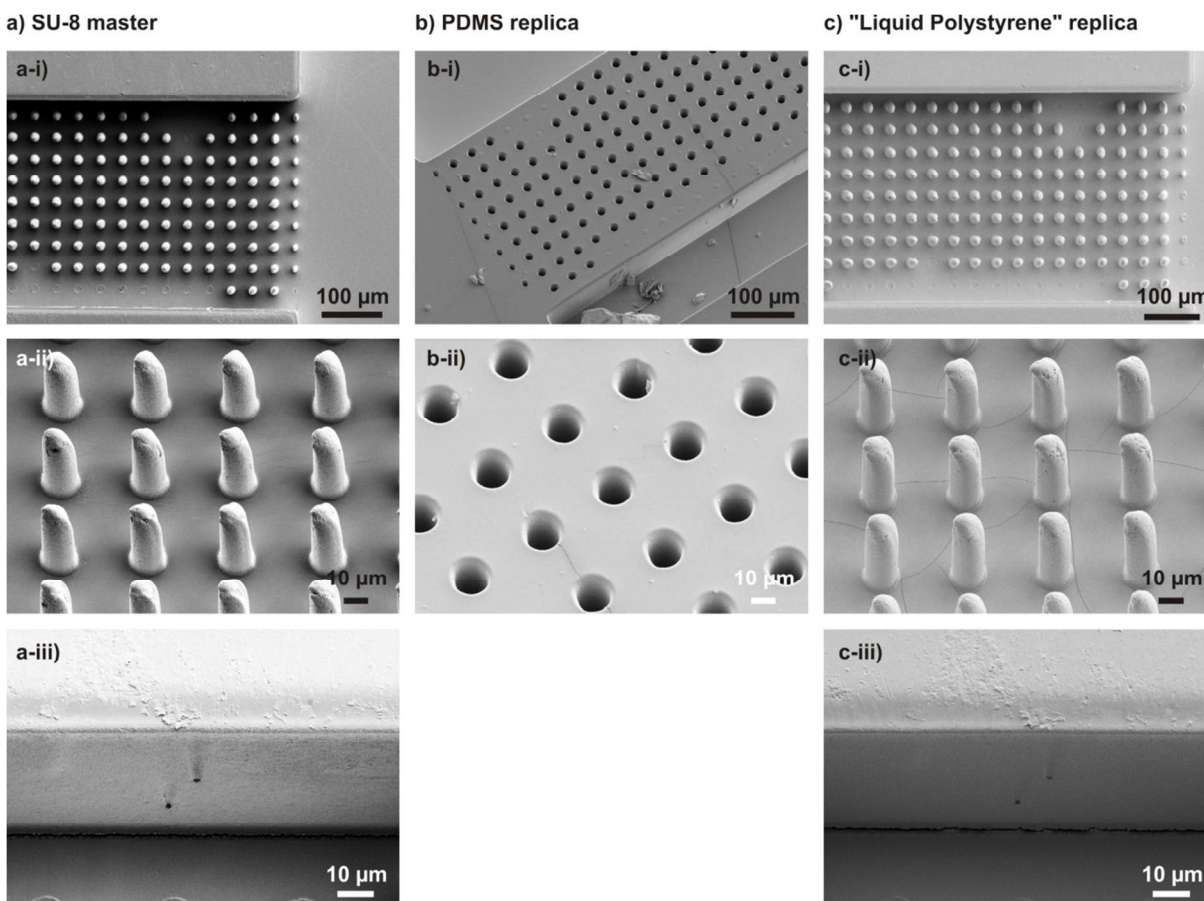 a) SU-8 master
b) PDMS replica
c) "Liquid Polystyrene" replica
a-i)
100 µm
b-i)
100 µm
c-i)
100 µm
a-ii)
10 µm
b-ii)
10 µm
c-ii)
10 µm
a-iii)
10 µm
c-iii)
10 µm